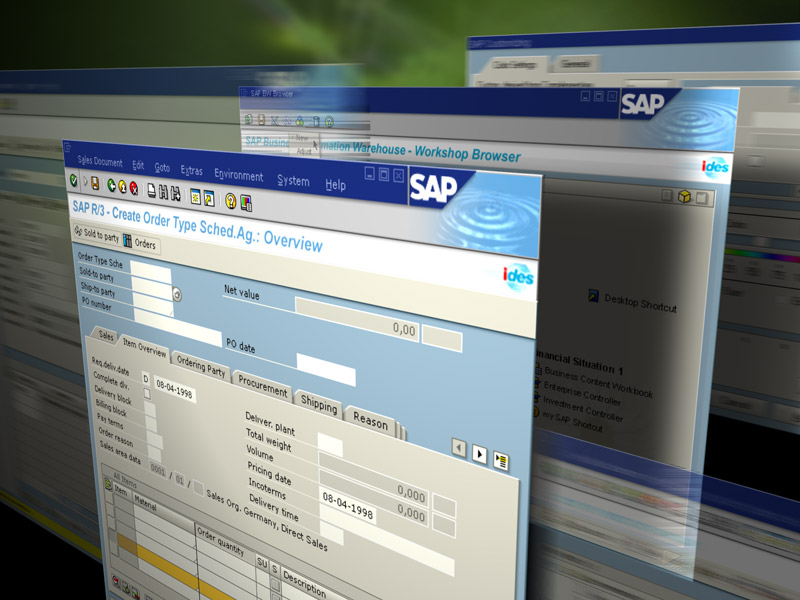 SAP Customizing
General
SAP BW Browser
SAP
New
Adjust
SAP Busin mation Warehouse - Workshop Browser
ides
Desktop Shortcut
nancial Situation 1
Business Content Workbook
Enterprise Controller
Investment Controller
my SAP Shortcut
Sales Document Edit Goto Extras Environment System Help
SAP
SAP R/3 - Create Order Type Sched.Ag.: Overview
Sold to party Orders
ides
Order Type Sche
Sold-to party
Ship-to party
PO number
Net value 0,00
PO date
Sales Item Overview Ordering Party Procurement Shipping Reason
Req.deliv.date D 08-04-1998
Complete dlv.
Delivery block
Billing block
Pay terms
Order reason
Sales area data 0001 / 01 / Sales Org, Germany, Direct Sales
Deliver. plant
Total weight 0,000
Volume 0,000
Pricing date 08-04-1998
Incoterms
Delivery time
All Items
Item Material Order quantity SU S Description